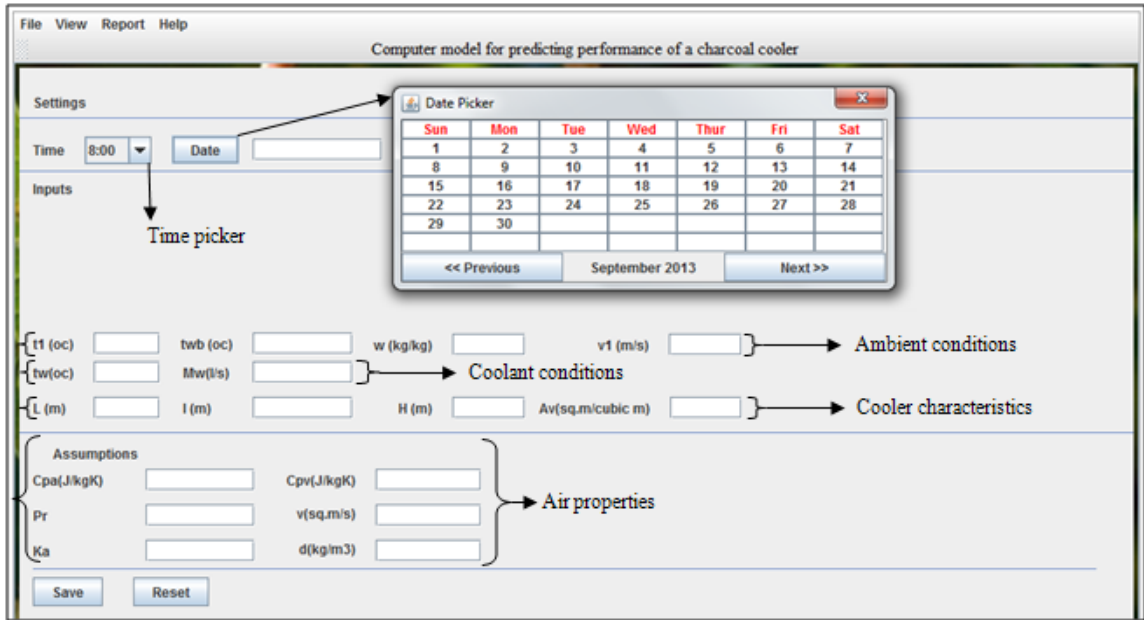 File View Report Help
Computer model for predicting performance of a charcoal cooler
Settings
Date Picker
Sun Mon Tue Wed Thur Fri Sat
1 2 3 4 5 6 7
8 9 10 11 12 13 14
15 16 17 18 19 20 21
22 23 24 25 26 27 28
29 30
<< Previous September 2013 Next >>
Time 8:00 Date
Inputs
Time picker
t1 (oc) twb (oc) w (kg/kg) v1 (m/s) Ambient conditions
tw(oc) Mw(l/s) Coolant conditions
L (m) l (m) H (m) Av(sq.m/cubic m) Cooler characteristics
Assumptions
Cpa(J/kgK) Cpv(J/kgK)
Pr v(sq.m/s) Air properties
Ka d(kg/m3)
Save Reset